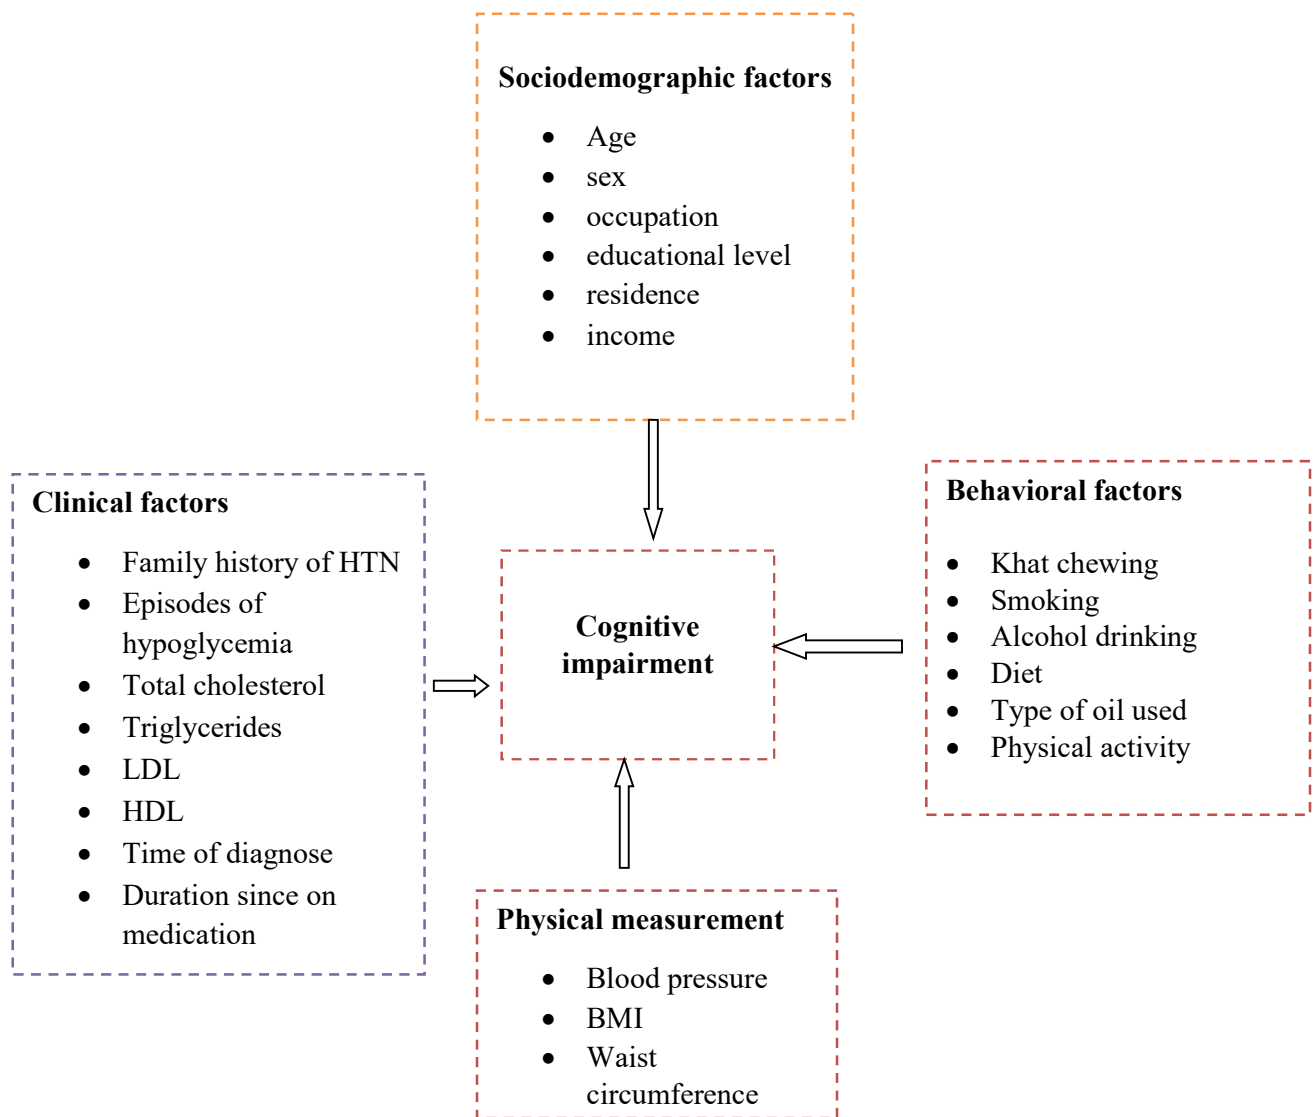 Sociodemographic factors
• Age
• sex
• occupation
• educational level
• residence
• income
Clinical factors
• Family history of HTN
• Episodes of
hypoglycemia
• Total cholesterol
• Triglycerides
• LDL
• HDL
• Time of diagnose
• Duration since on
medication
Cognitive
impairment
Behavioral factors
• Khat chewing
• Smoking
• Alcohol drinking
• Diet
• Type of oil used
• Physical activity
Physical measurement
• Blood pressure
• BMI
• Waist
circumference